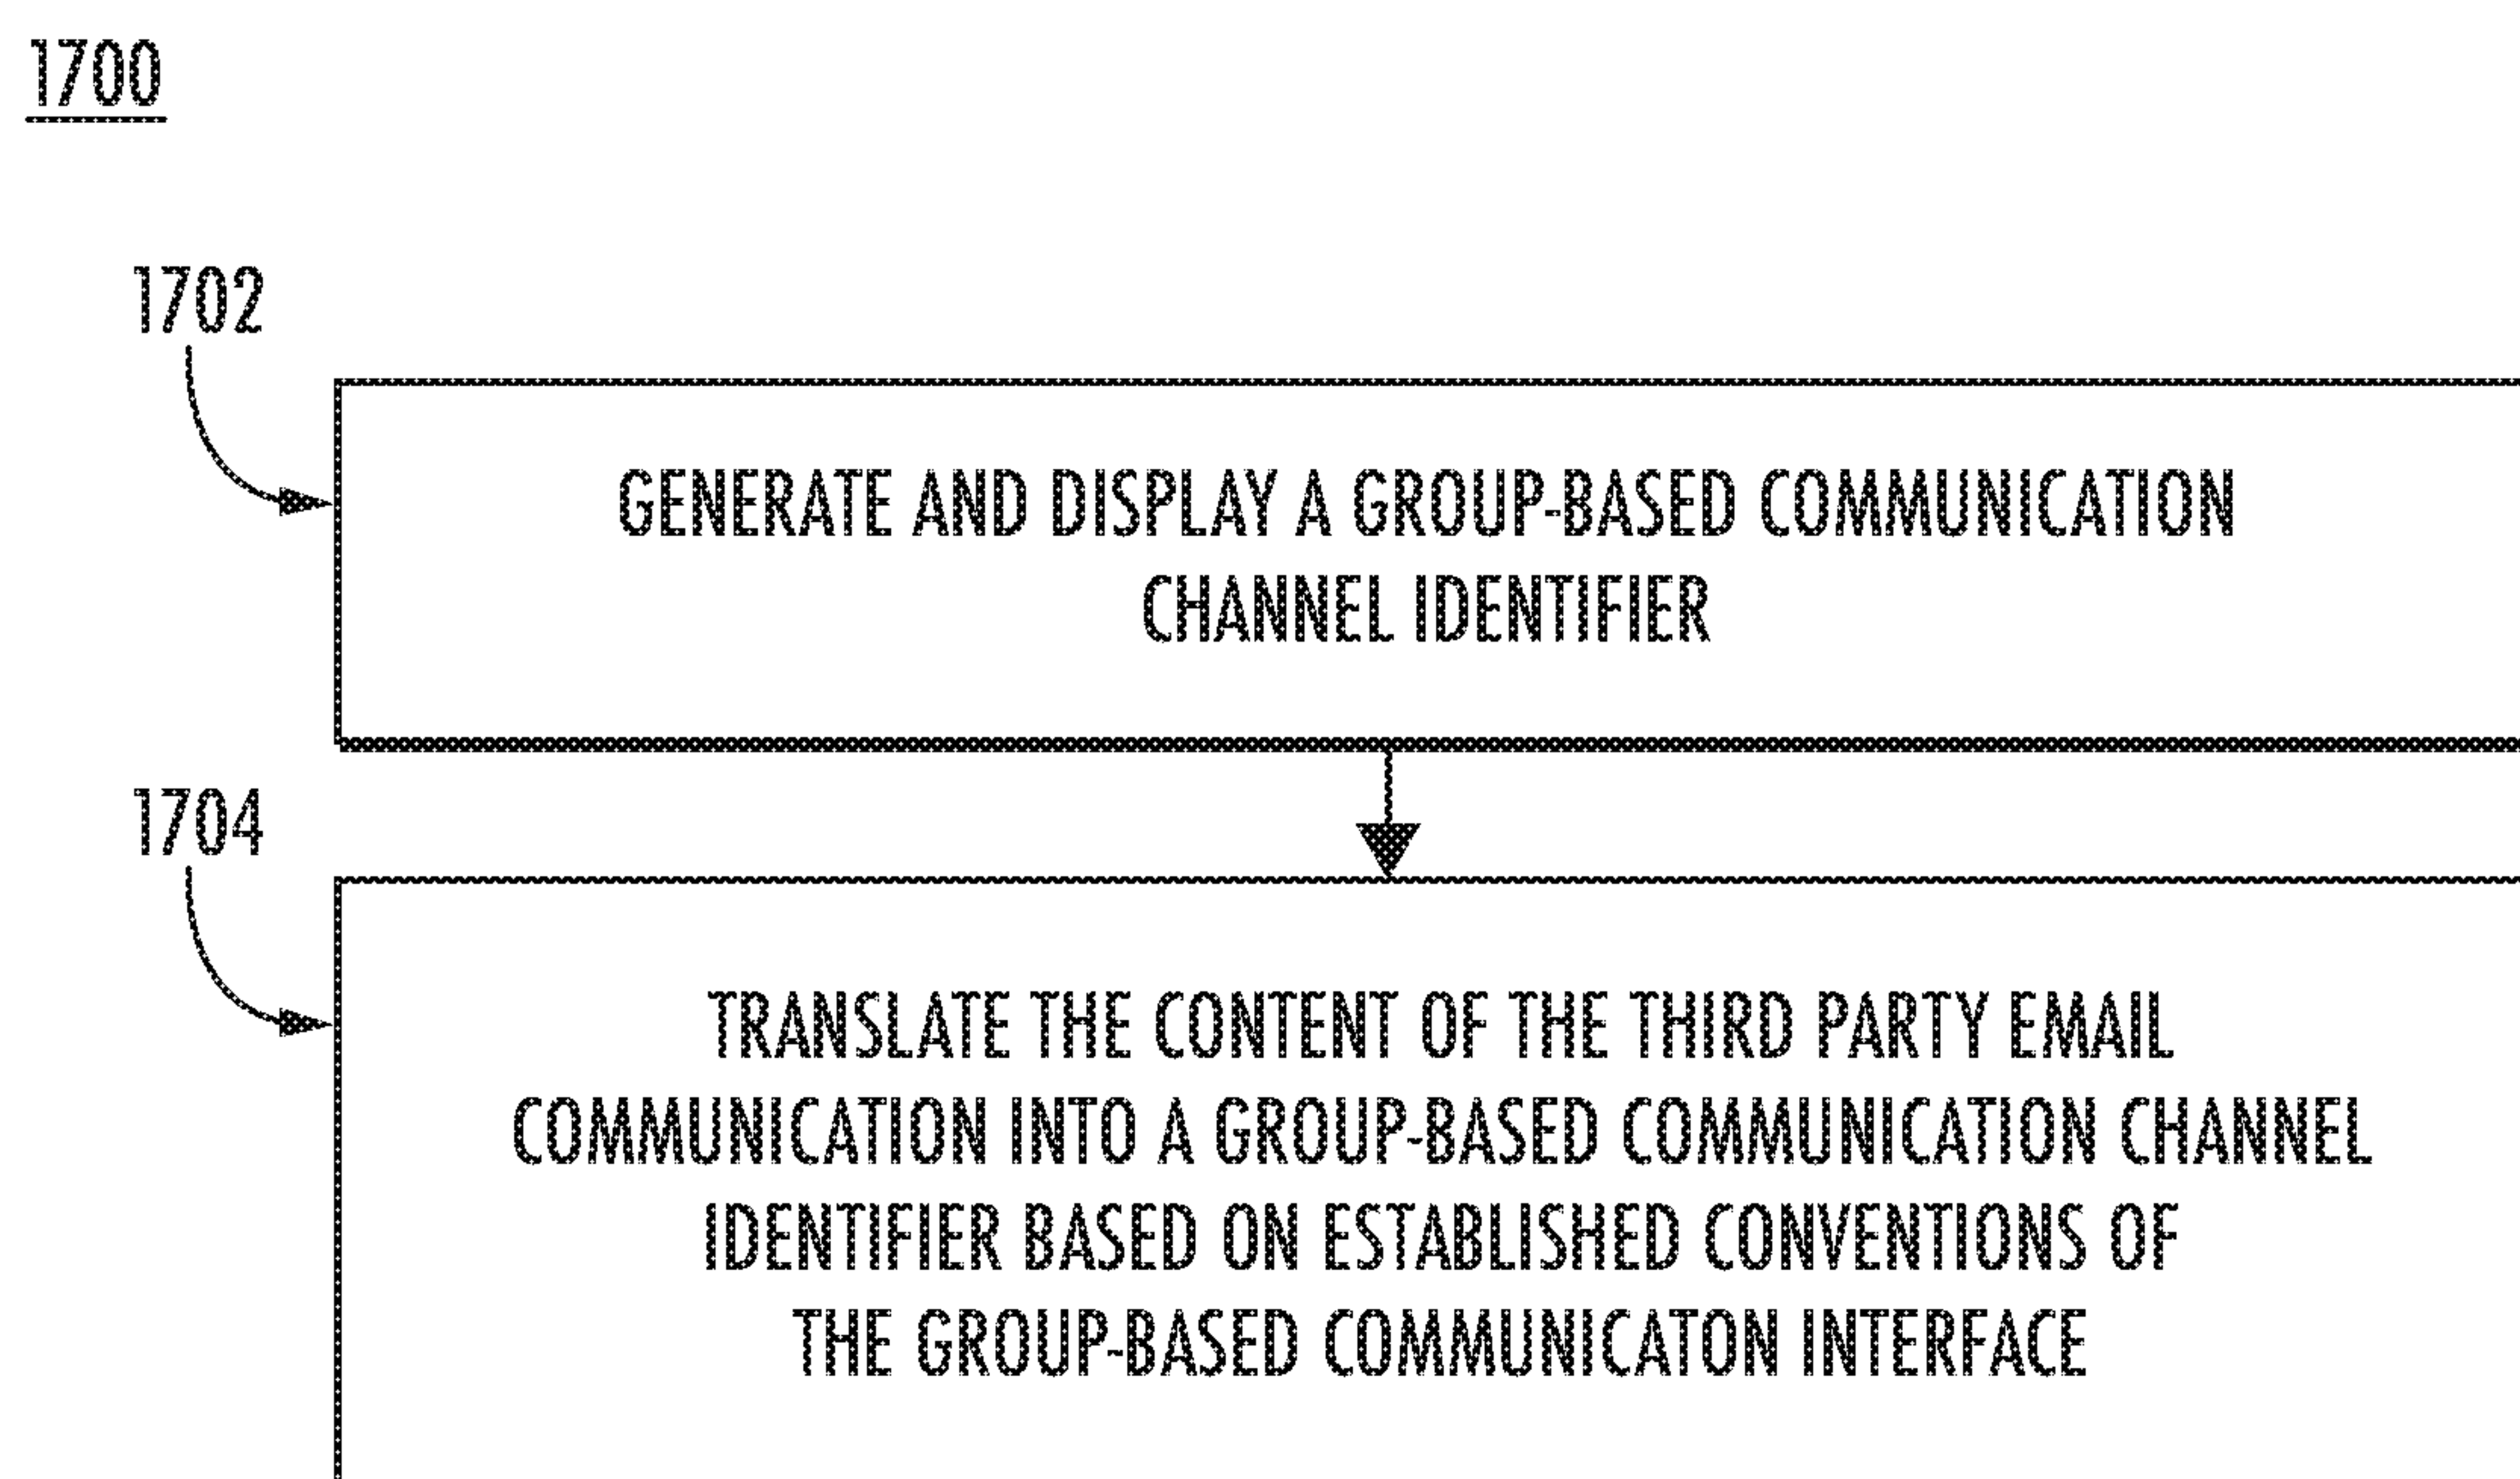 1700
1702
GENERATE AND DISPLAY A GROUP-BASED COMMUNICATION
CHANNEL IDENTIFIER
1704
TRANSLATE THE CONTENT OF THE THIRD PARTY EMAIL
COMMUNICATION INTO A GROUP-BASED COMMUNICATION CHANNEL
IDENTIFIER BASED ON ESTABLISHED CONVENTIONS OF
THE GROUP-BASED COMMUNICATON INTERFACE